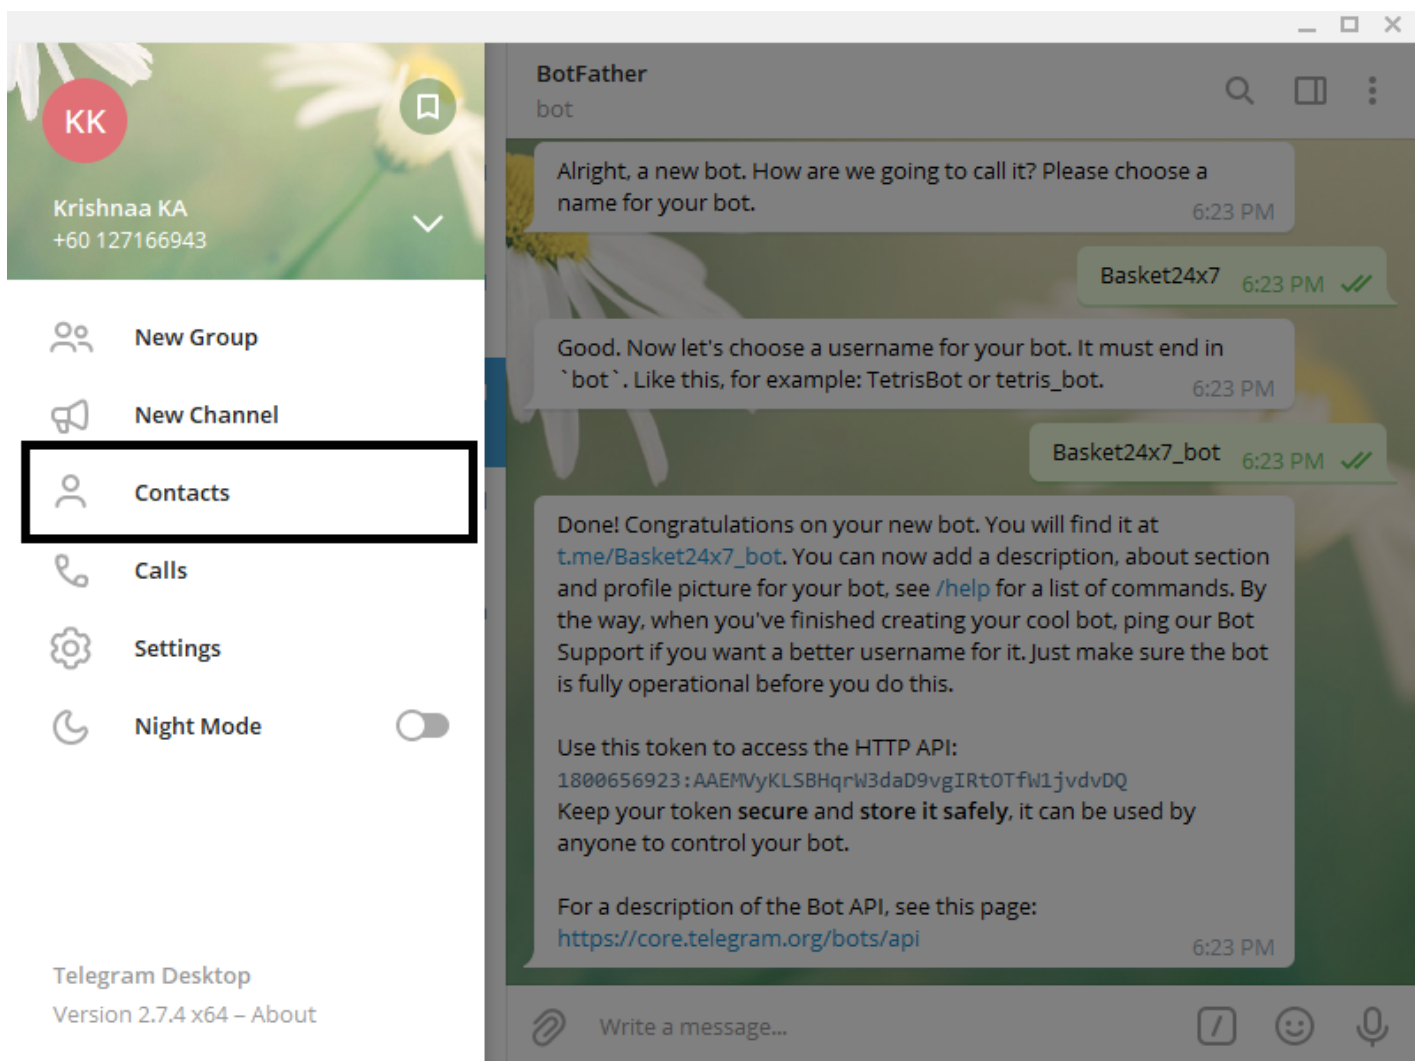 KK
Krishnaa KA
+60 127166943
New Group
New Channel
Contacts
Calls
Settings
Night Mode
Telegram Desktop
Version 2.7.4 x64 – About
BotFather
bot
Alright, a new bot. How are we going to call it? Please choose a
name for your bot.
6:23 PM
Basket24x7 6:23 PM
Good. Now let's choose a username for your bot. It must end in
`bot`. Like this, for example: TetrisBot or tetris_bot.
6:23 PM
Basket24x7_bot 6:23 PM
Done! Congratulations on your new bot. You will find it at
t.me/Basket24x7_bot. You can now add a description, about section
and profile picture for your bot, see /help for a list of commands. By
the way, when you've finished creating your cool bot, ping our Bot
Support if you want a better username for it. Just make sure the bot
is fully operational before you do this.
Use this token to access the HTTP API:
1800656923:AAEMVyKLSBHqrW3daD9vgIRtOTfW1jvdvDQ
Keep your token secure and store it safely, it can be used by
anyone to control your bot.
For a description of the Bot API, see this page:
https://core.telegram.org/bots/api
6:23 PM
Write a message...